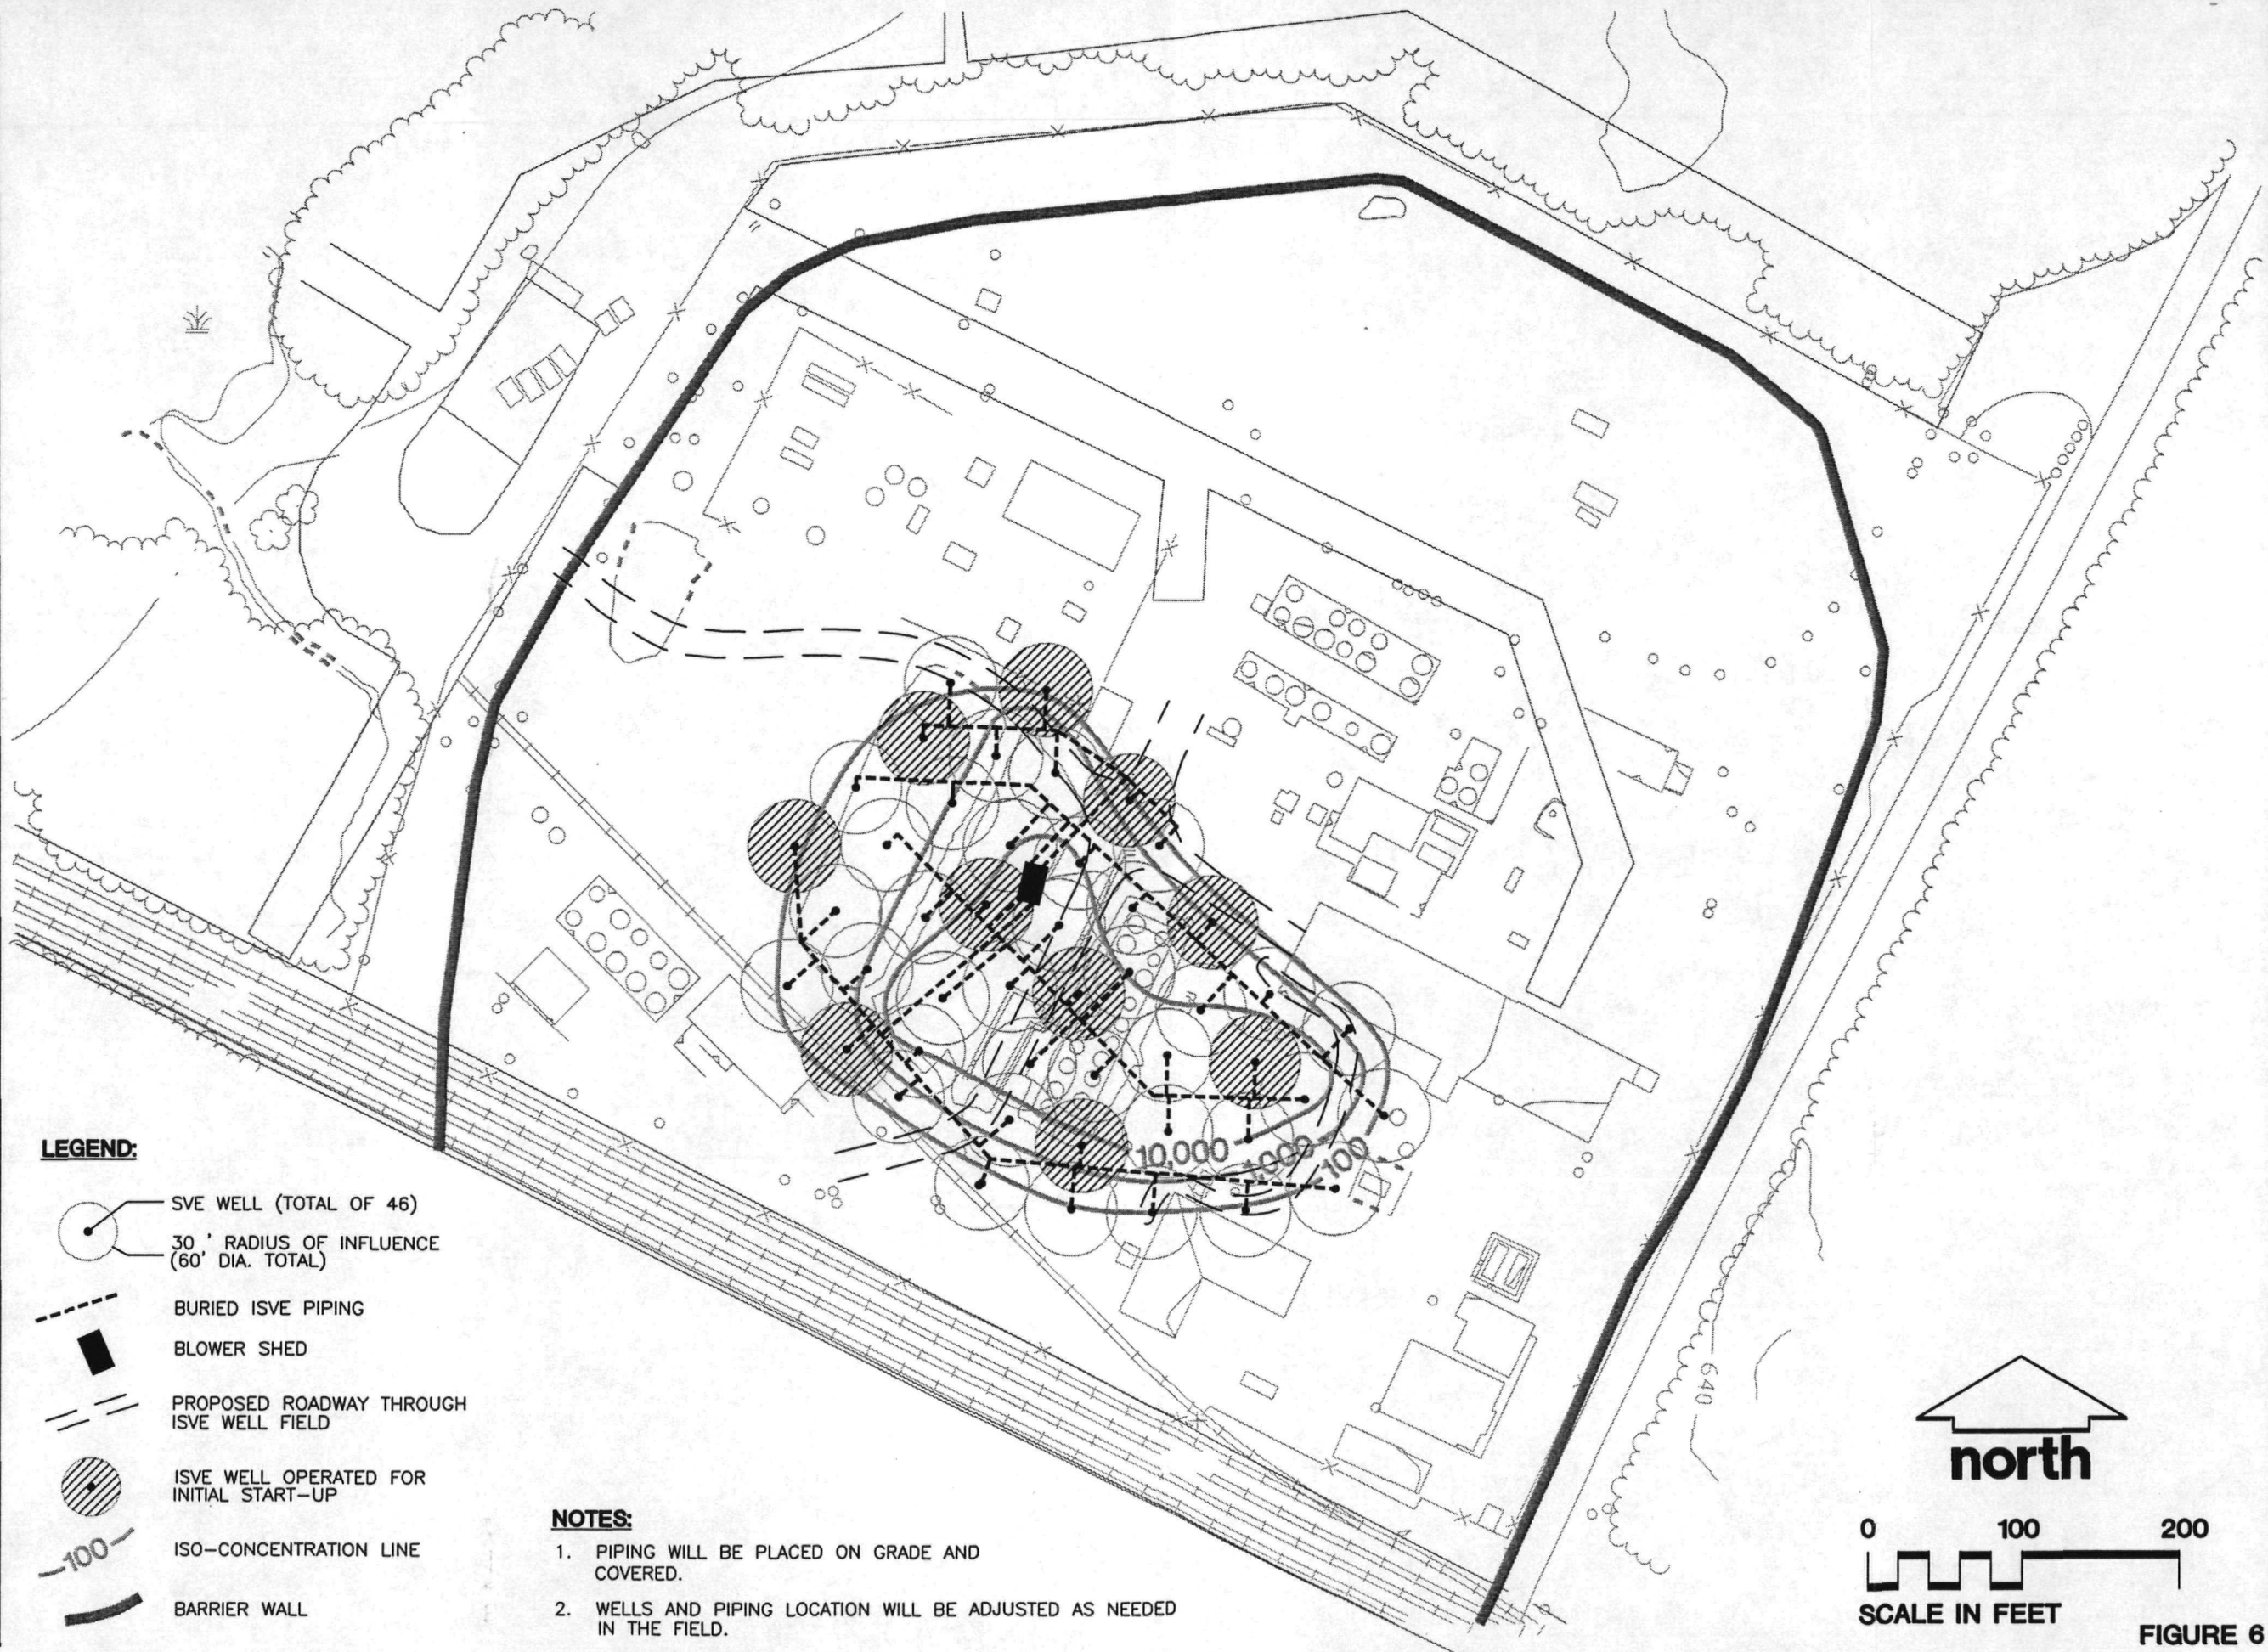 10,000
1000
100
640
LEGEND:
SVE WELL (TOTAL OF 46)
30 ' RADIUS OF INFLUENCE
(60' DIA. TOTAL)
BURIED ISVE PIPING
BLOWER SHED
PROPOSED ROADWAY THROUGH
ISVE WELL FIELD
ISVE WELL OPERATED FOR
INITIAL START-UP
100
ISO-CONCENTRATION LINE
BARRIER WALL
NOTES:
1. PIPING WILL BE PLACED ON GRADE AND
COVERED.
2. WELLS AND PIPING LOCATION WILL BE ADJUSTED AS NEEDED
IN THE FIELD.
north
0 100 200
SCALE IN FEET
FIGURE 6